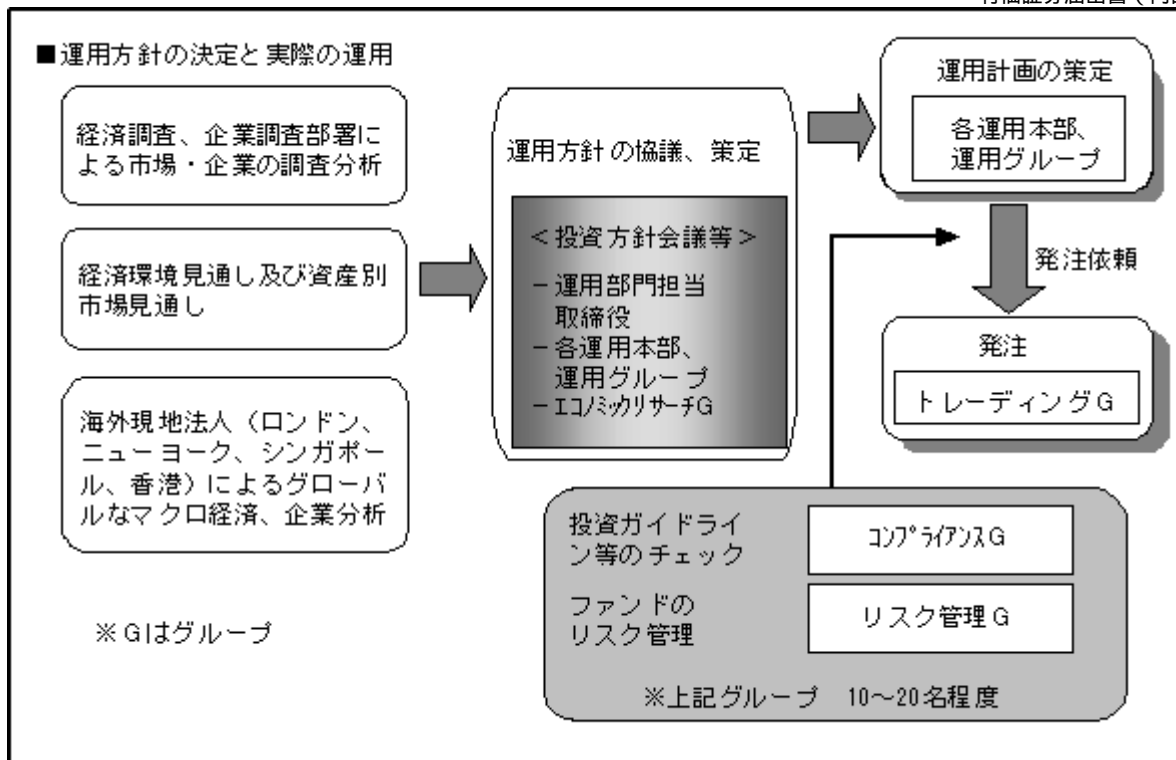 ■運用方針の決定と実際の運用
経済調査、企業調査部署に
よる市場・企業の調査分析
経済環境見通し及び資産別
市場見通し
海外現地法人（ロンドン、
ニューヨーク、シンガポー
ル、香港）によるグローバ
ルなマクロ経済、企業分析
※Gはグループ
運用方針の協議、策定
＜投資方針会議等＞
－運用部門担当
取締役
－各運用本部、
運用グループ
－ｴｺﾉﾐｯｸﾘｻｰﾁG
運用計画の策定
各運用本部、
運用グループ
発注依頼
発注
トレーディングG
投資ガイドライ
ン等のチェック
ｺﾝﾌﾟﾗｲｱﾝｽG
ファンドの
リスク管理
リスク管理G
※上記グループ　10～20名程度